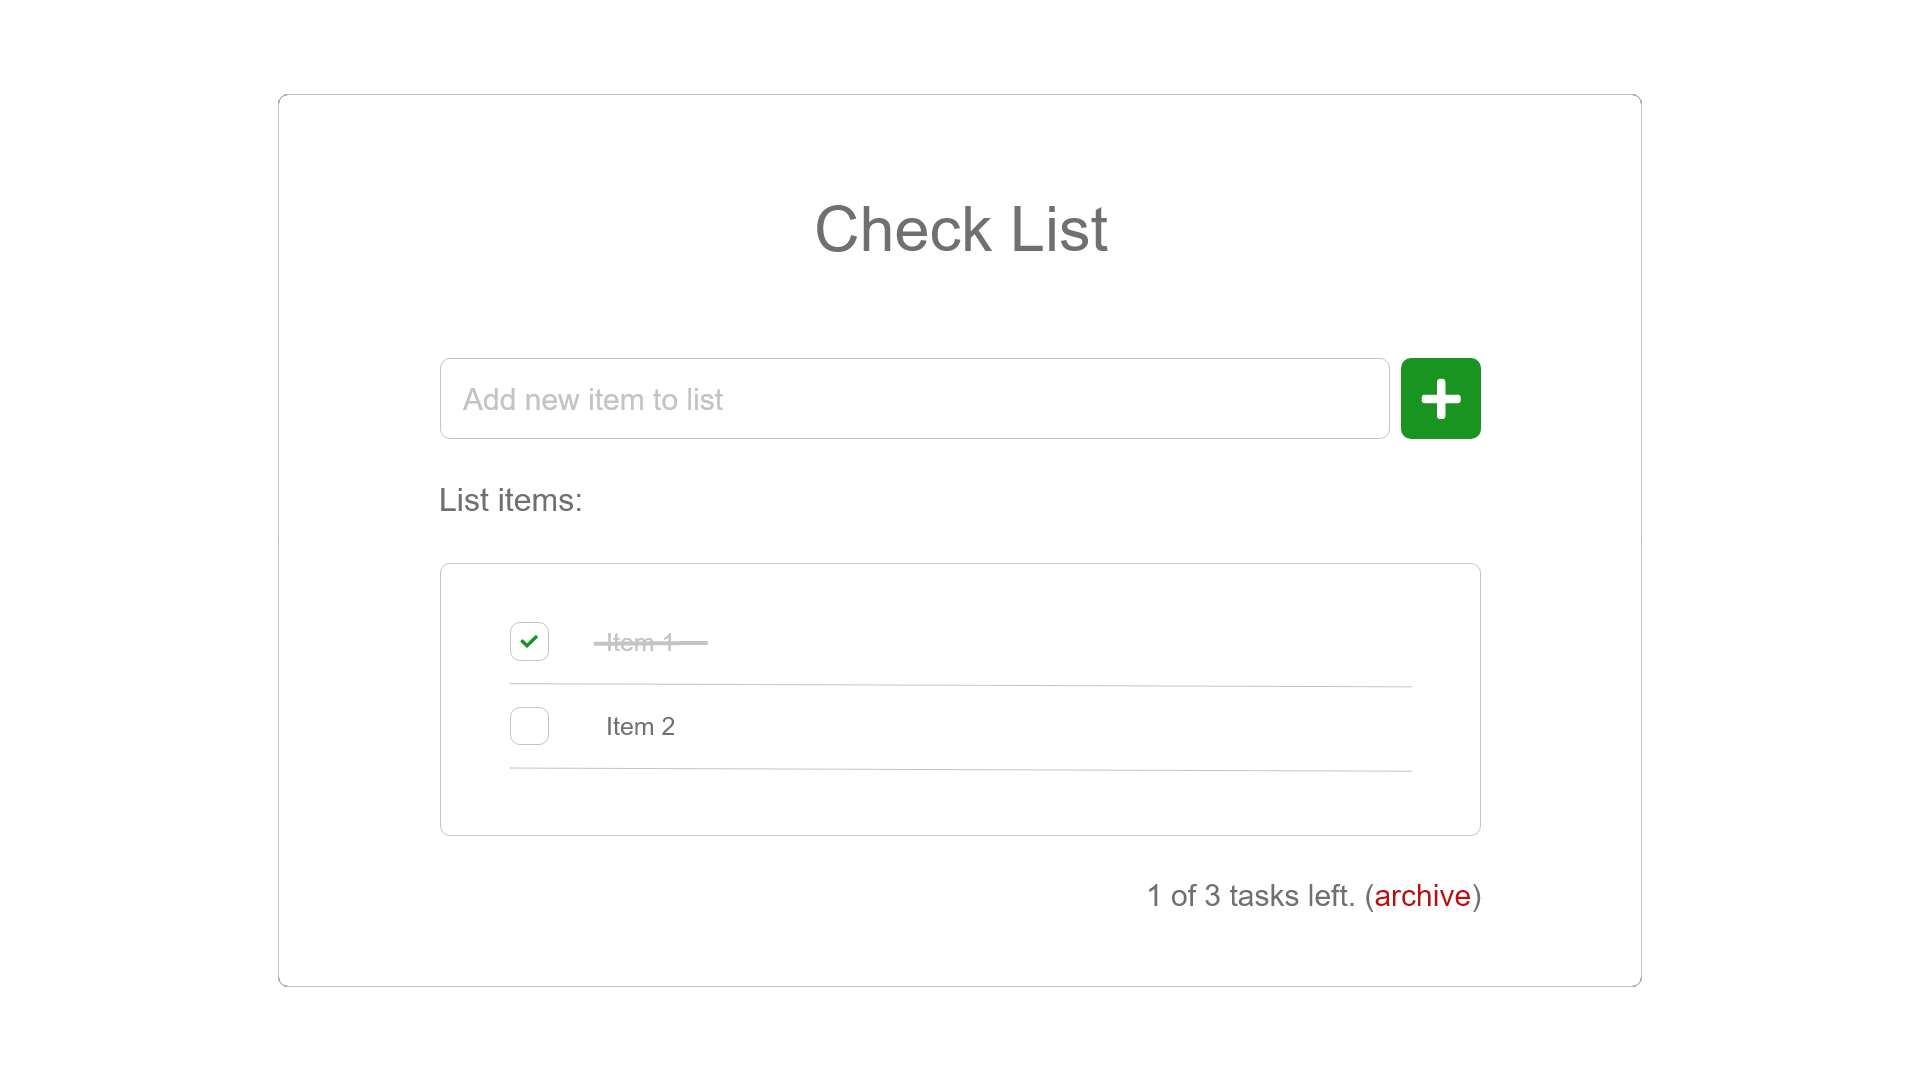 Check List
Add new item to list
List items:
Item 1
Item 2
1 of 3 tasks left. (archive)